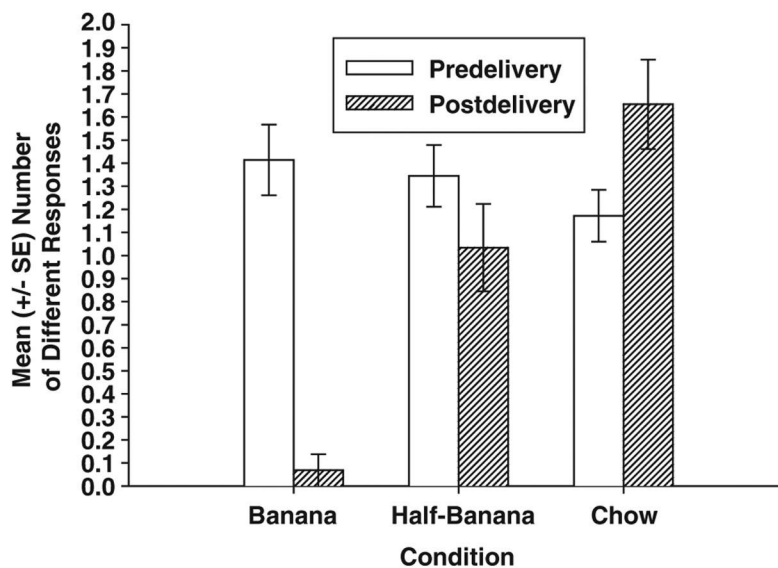 2.0
1.9
1.8
1.7
1.6
1.5
1.4
1.3
1.2
1.1
1.0
0.9
0.8
0.7
0.6
0.5
0.4
0.3
0.2
0.1
0.0
Mean (+/- SE) Number
of Different Responses
Predelivery
Postdelivery
Banana
Half-Banana
Chow
Condition